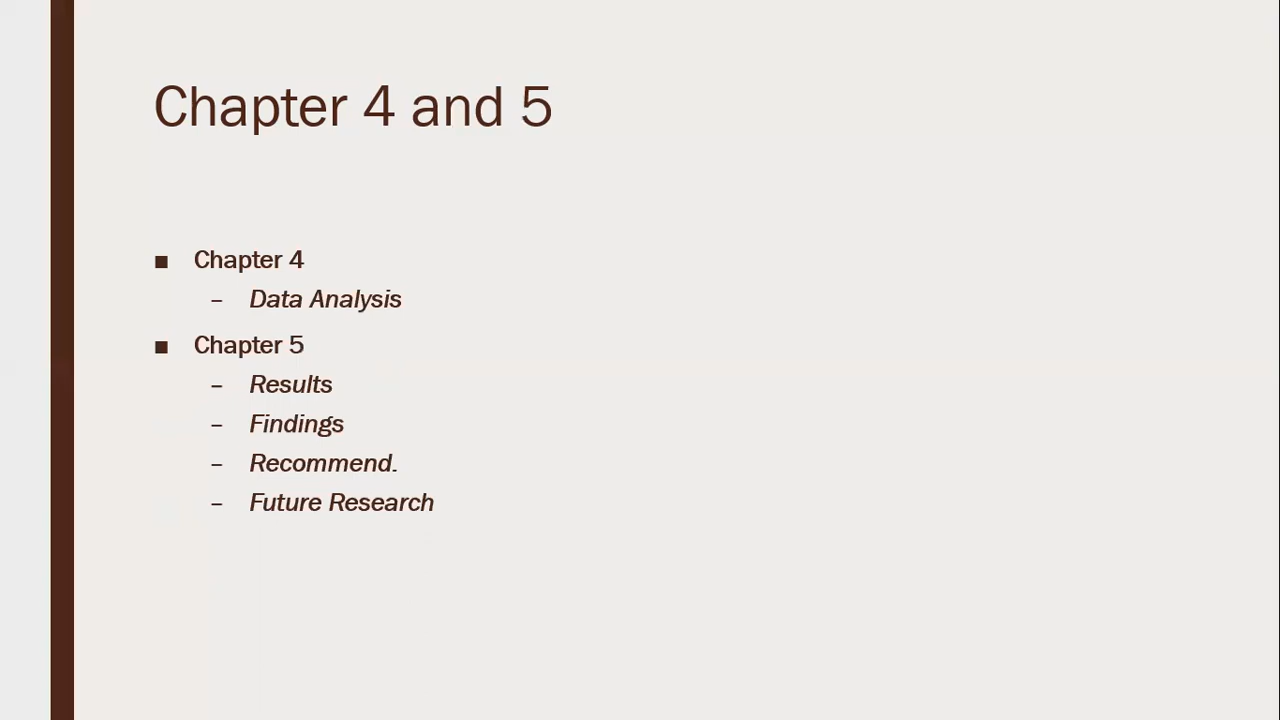 Chapter 4 and 5
■ Chapter 4
– Data Analysis
■ Chapter 5
– Results
– Findings
– Recommend.
– Future Research